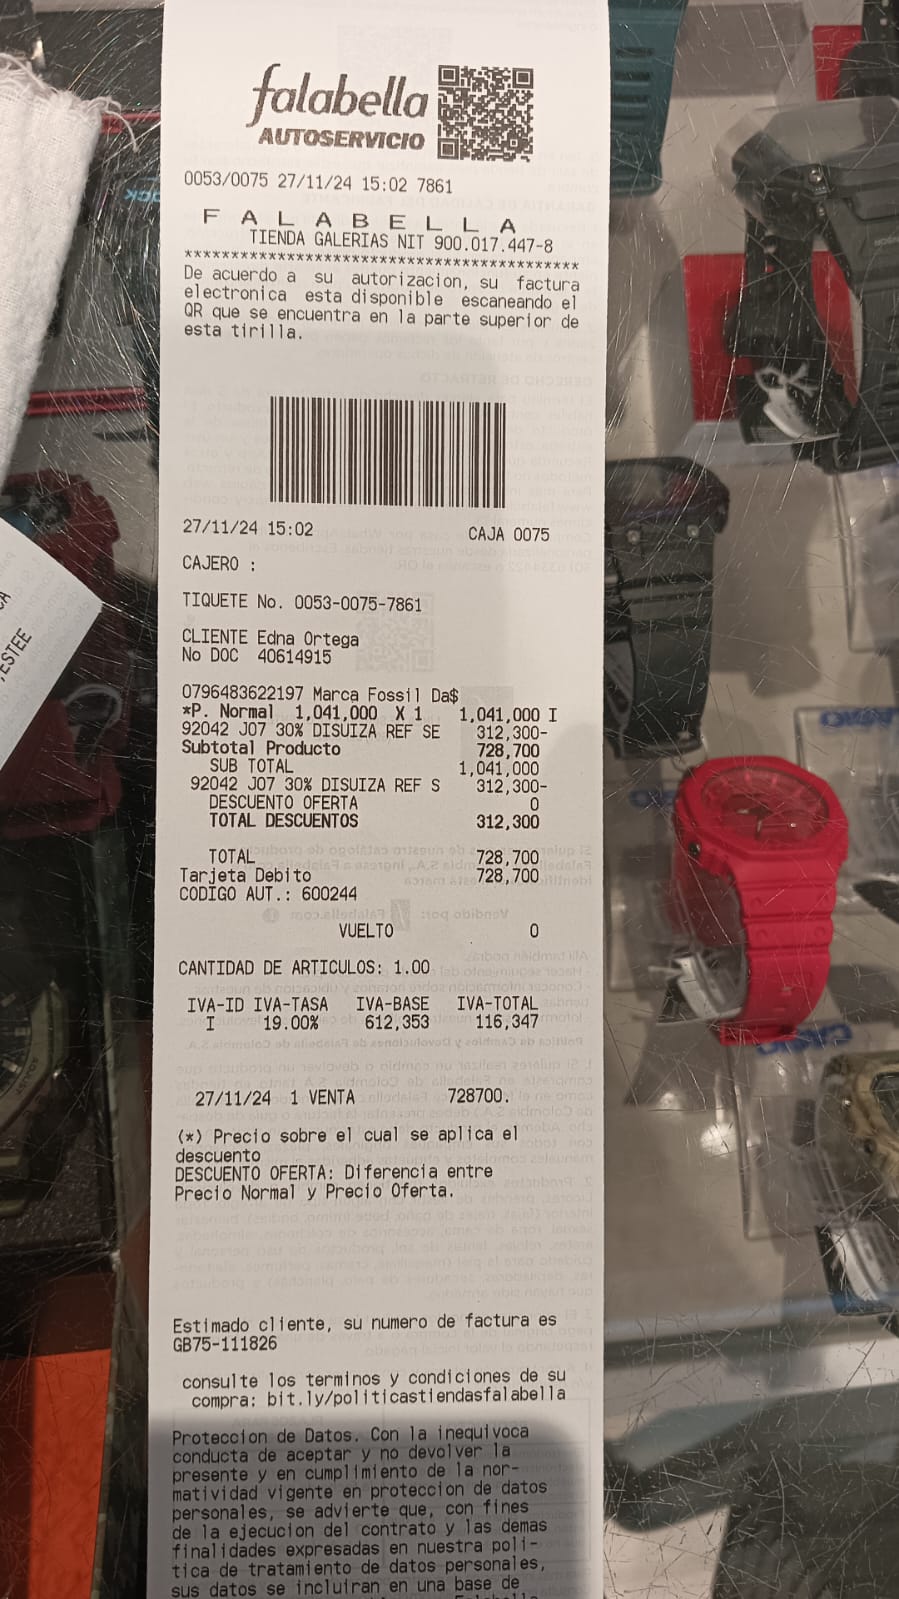 falabella
AUTOSERVICIO
0053/0075 27/11/24 15:02 7861
F A L A B E L L A
TIENDA GALERIAS NIT 900.017.447-8
******************************************
De acuerdo a su autorizacion, su factura
electronica esta disponible escaneando el
QR que se encuentra en la parte superior de
esta tirilla.
27/11/24 15:02 CAJA 0075
CAJERO :
TIQUETE No. 0053-0075-7861
CLIENTE Edna Ortega
No DOC 40614915
0796483622197 Marca Fossil Da$
*P. Normal 1,041,000 X 1 1,041,000 I
92042 J07 30% DISUIZA REF SE 312,300-
Subtotal Producto 728,700
SUB TOTAL 1,041,000
92042 J07 30% DISUIZA REF S 312,300-
DESCUENTO OFERTA 0
TOTAL DESCUENTOS 312,300
TOTAL 728,700
Tarjeta Debito 728,700
CODIGO AUT.: 600244
VUELTO 0
CANTIDAD DE ARTICULOS: 1.00
IVA-ID IVA-TASA IVA-BASE IVA-TOTAL
I 19.00% 612,353 116,347
27/11/24 1 VENTA 728700.
(*) Precio sobre el cual se aplica el
descuento
DESCUENTO OFERTA: Diferencia entre
Precio Normal y Precio Oferta.
Estimado cliente, su numero de factura es
GB75-111826
consulte los terminos y condiciones de su
compra: bit.ly/politicastiendasfalabella
Proteccion de Datos. Con la inequivoca
conducta de aceptar y no devolver la
presente y en cumplimiento de la nor-
matividad vigente en proteccion de datos
personales, se advierte que, con fines
de la ejecucion del contrato y las demas
finalidades expresadas en nuestra poli-
tica de tratamiento de datos personales,
sus datos se incluiran en una base de
CA
,ESTEE
CASIO